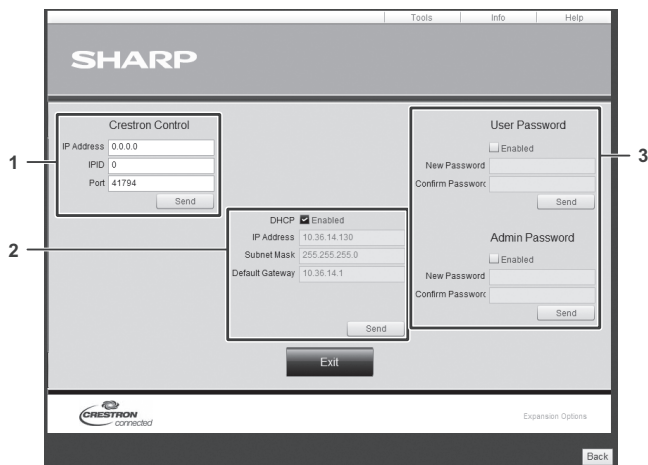 Tools Info Help
SHARP
1
Crestron Control
IP Address 0.0.0.0
IPID 0
Port 41794
Send
2
DHCP Enabled
IP Address 10.36.14.130
Subnet Mask 255.255.255.0
Default Gateway 10.36.14.1
Send
3
User Password
Enabled
New Password
Confirm Passworc
Send
Admin Password
Enabled
New Password
Confirm Passworc
Send
Exit
CRESTRON
connected
Expansion Options
Back